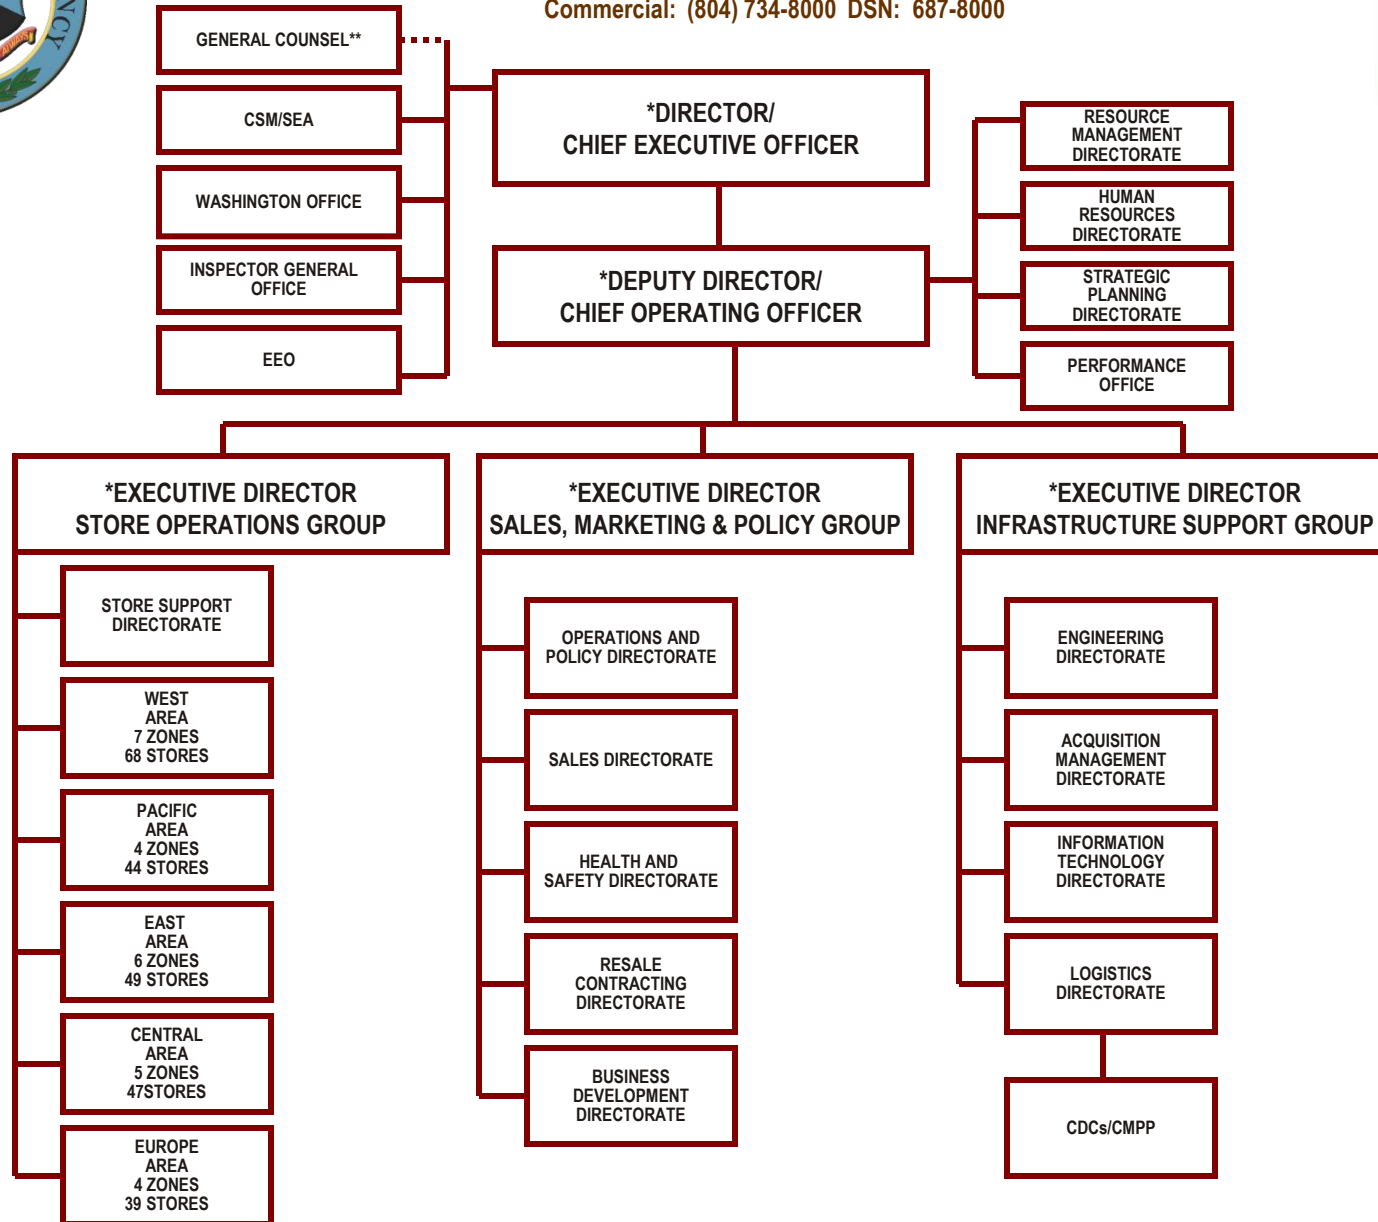 Commercial: (804) 734-8000 DSN: 687-8000
NCY
ALWAYS
GENERAL COUNSEL**
CSM/SEA
WASHINGTON OFFICE
INSPECTOR GENERAL
OFFICE
EEO
*DIRECTOR/
CHIEF EXECUTIVE OFFICER
*DEPUTY DIRECTOR/
CHIEF OPERATING OFFICER
RESOURCE
MANAGEMENT
DIRECTORATE
HUMAN
RESOURCES
DIRECTORATE
STRATEGIC
PLANNING
DIRECTORATE
PERFORMANCE
OFFICE
*EXECUTIVE DIRECTOR
STORE OPERATIONS GROUP
STORE SUPPORT
DIRECTORATE
WEST
AREA
7 ZONES
68 STORES
PACIFIC
AREA
4 ZONES
44 STORES
EAST
AREA
6 ZONES
49 STORES
CENTRAL
AREA
5 ZONES
47STORES
EUROPE
AREA
4 ZONES
39 STORES
*EXECUTIVE DIRECTOR
SALES, MARKETING & POLICY GROUP
OPERATIONS AND
POLICY DIRECTORATE
SALES DIRECTORATE
HEALTH AND
SAFETY DIRECTORATE
RESALE
CONTRACTING
DIRECTORATE
BUSINESS
DEVELOPMENT
DIRECTORATE
*EXECUTIVE DIRECTOR
INFRASTRUCTURE SUPPORT GROUP
ENGINEERING
DIRECTORATE
ACQUISITION
MANAGEMENT
DIRECTORATE
INFORMATION
TECHNOLOGY
DIRECTORATE
LOGISTICS
DIRECTORATE
CDCs/CMPP